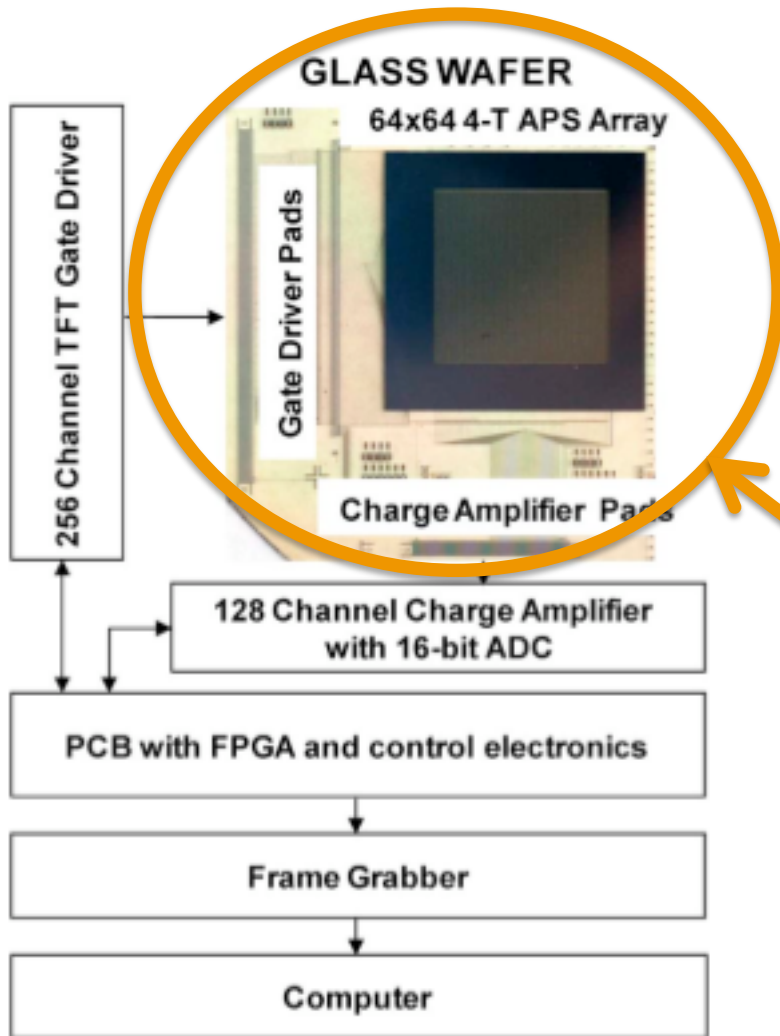 GLASS WAFER
64x64 4-T APS Array
256 Channel TFT Gate Driver
Gate Driver Pads
Charge Amplifier Pads
128 Channel Charge Amplifier
with 16-bit ADC
PCB with FPGA and control electronics
Frame Grabber
Computer